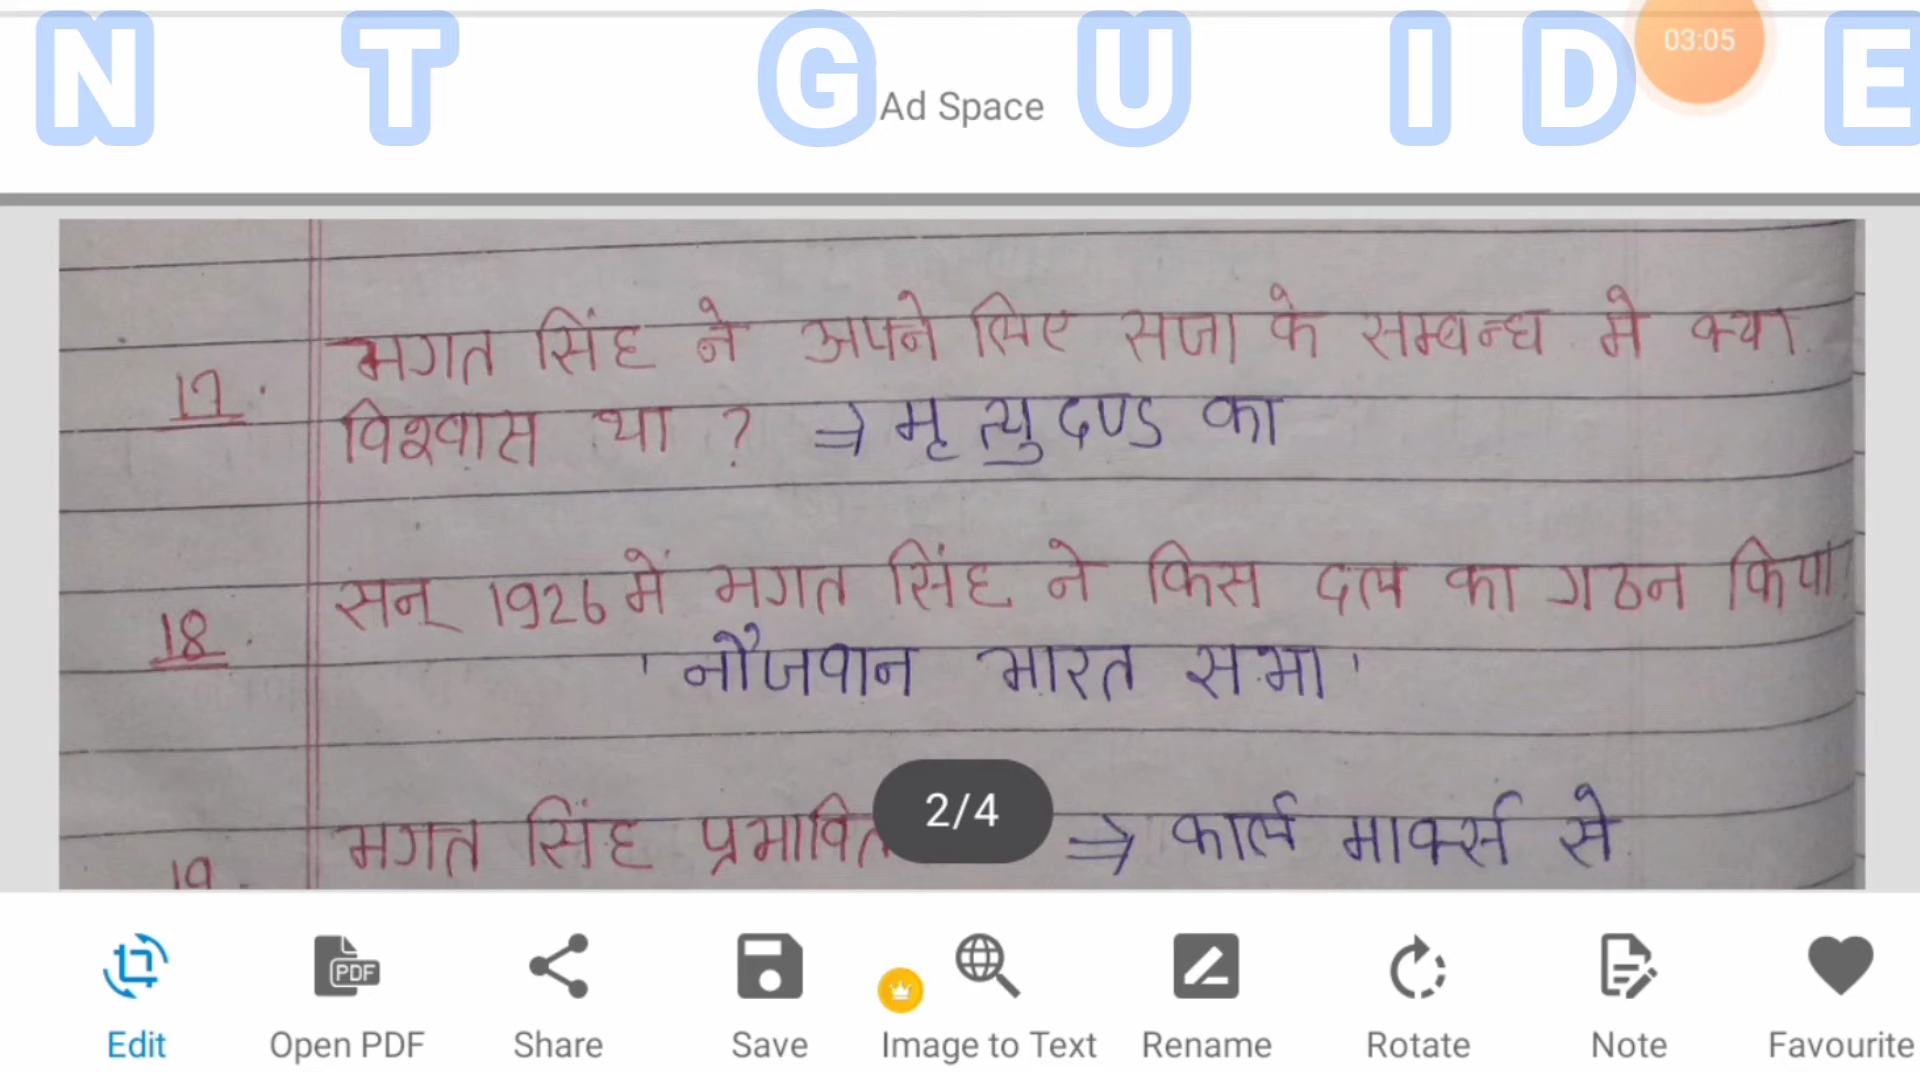 N T G U I D E
03:05
Ad Space
17. भगत सिंह ने अपने लिए सजा के सम्बन्ध मे क्या
विश्वास था ? ⇒ मृत्युदण्ड का
18. सन् 1926 में भगत सिंह ने किस दल का गठन किया
' नौजवान भारत सभा '
19. भगत सिंह प्रभावित ⇒ कार्ल मार्क्स से
2/4
Edit Open PDF Share Save Image to Text Rename Rotate Note Favourite